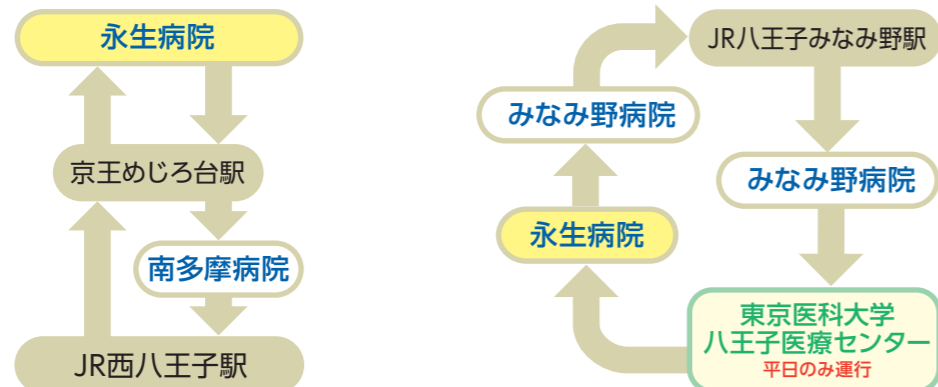 永生病院
京王めじろ台駅
南多摩病院
JR西八王子駅
JR八王子みなみ野駅
みなみ野病院
みなみ野病院
永生病院
東京医科大学
八王子医療センター
平日のみ運行